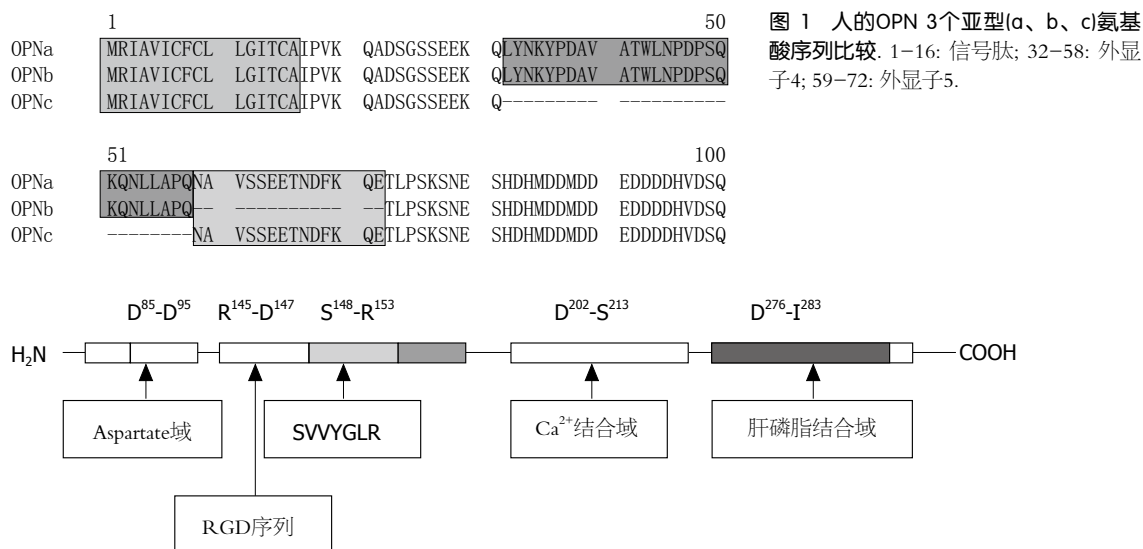 1 50
OPNa MRIAVICFCL LGITCAIPVK QADSGSSEEK QLYNKYPDAV ATWLNPDPSQ
OPNb MRIAVICFCL LGITCAIPVK QADSGSSEEK QLYNKYPDAV ATWLNPDPSQ
OPNc MRIAVICFCL LGITCAIPVK QADSGSSEEK Q--------- ----------
51 100
OPNa KQNLLAPQNA VSSEETNDFK QETLPSKSNE SHDHMDDMDD EDDDDHVDSQ
OPNb KQNLLAPQ-- ---------- --TLPSKSNE SHDHMDDMDD EDDDDHVDSQ
OPNc --------NA VSSEETNDFK QETLPSKSNE SHDHMDDMDD EDDDDHVDSQ
图 1 人的OPN 3个亚型(a、b、c)氨基
酸序列比较. 1-16: 信号肽; 32-58: 外显
子4; 59-72: 外显子5.
D⁸⁵-D⁹⁵ R¹⁴⁵-D¹⁴⁷ S¹⁴⁸-R¹⁵³ D²⁰²-S²¹³ D²⁷⁶-I²⁸³
H₂N COOH
Aspartate域 SVVYGLR Ca²⁺结合域 肝磷脂结合域
RGD序列